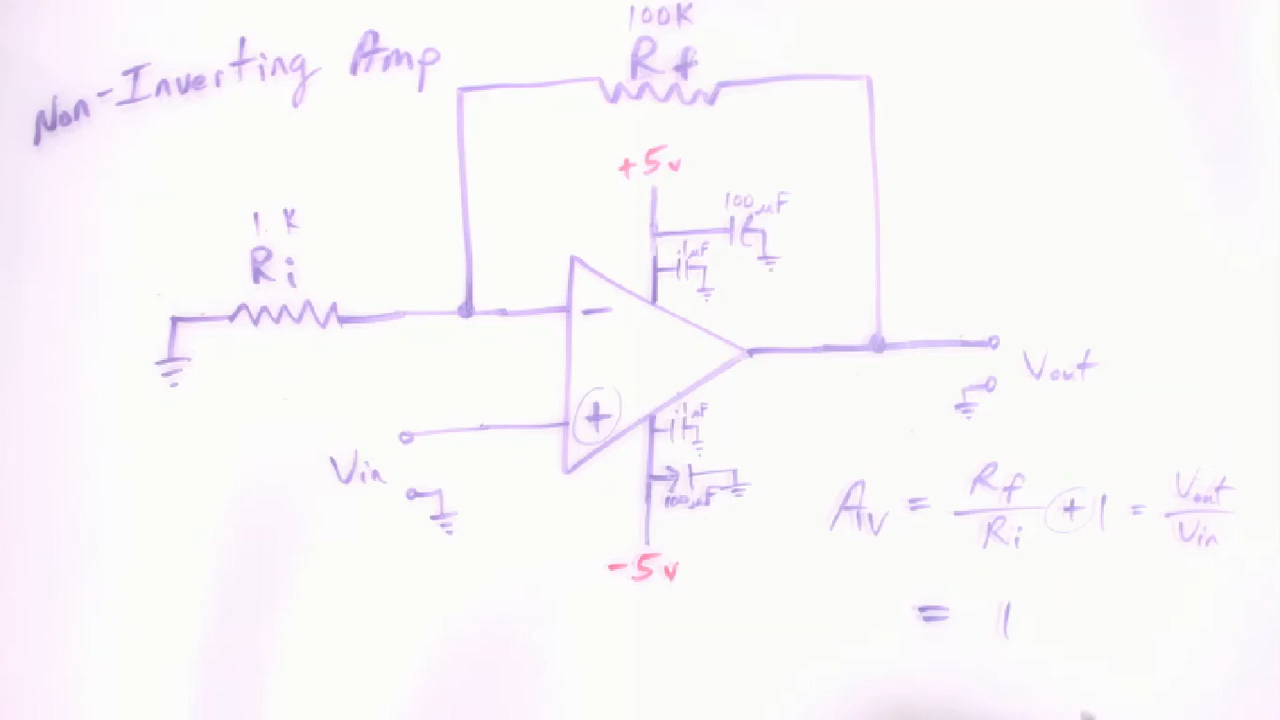 Non-Inverting Amp
100K
Rf
+5v
100µF
.1µF
1. K
Ri
-
+
Vout
.1µF
100µF
Vin
-5v
Av = Rf/Ri + 1 = Vout/Vin
= 1